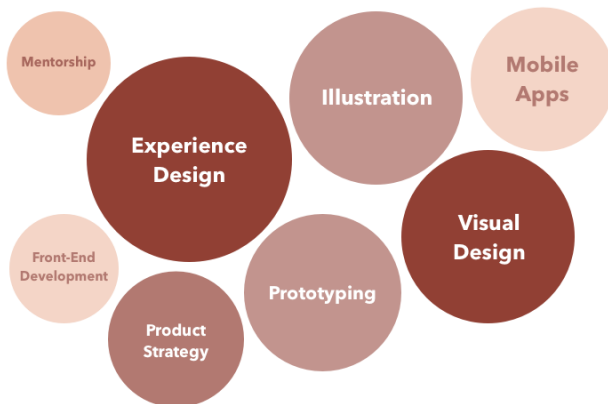 Mentorship
Experience
Design
Illustration
Mobile
Apps
Visual
Design
Front-End
Development
Product
Strategy
Prototyping